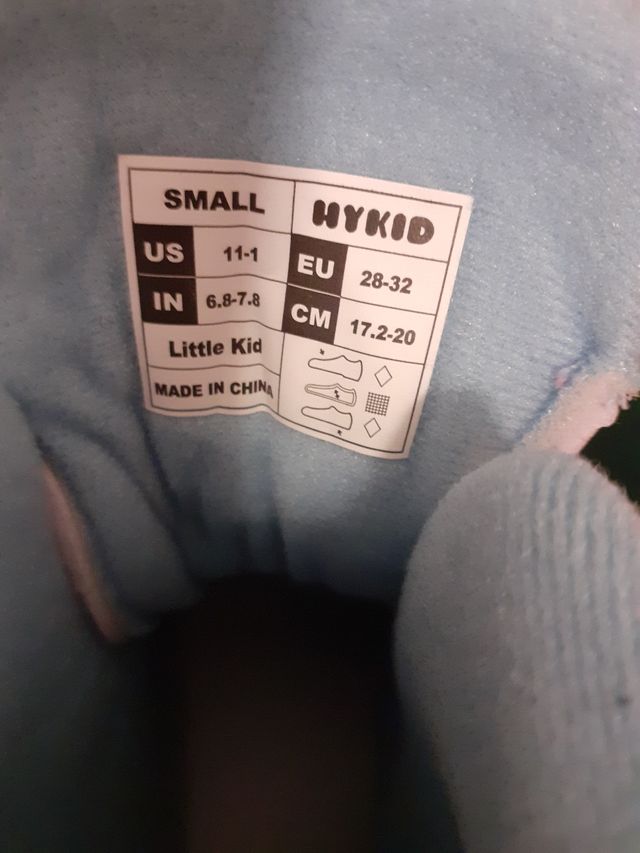 SMALL
HYKID
US 11-1
EU 28-32
IN 6.8-7.8
CM 17.2-20
Little Kid
MADE IN CHINA